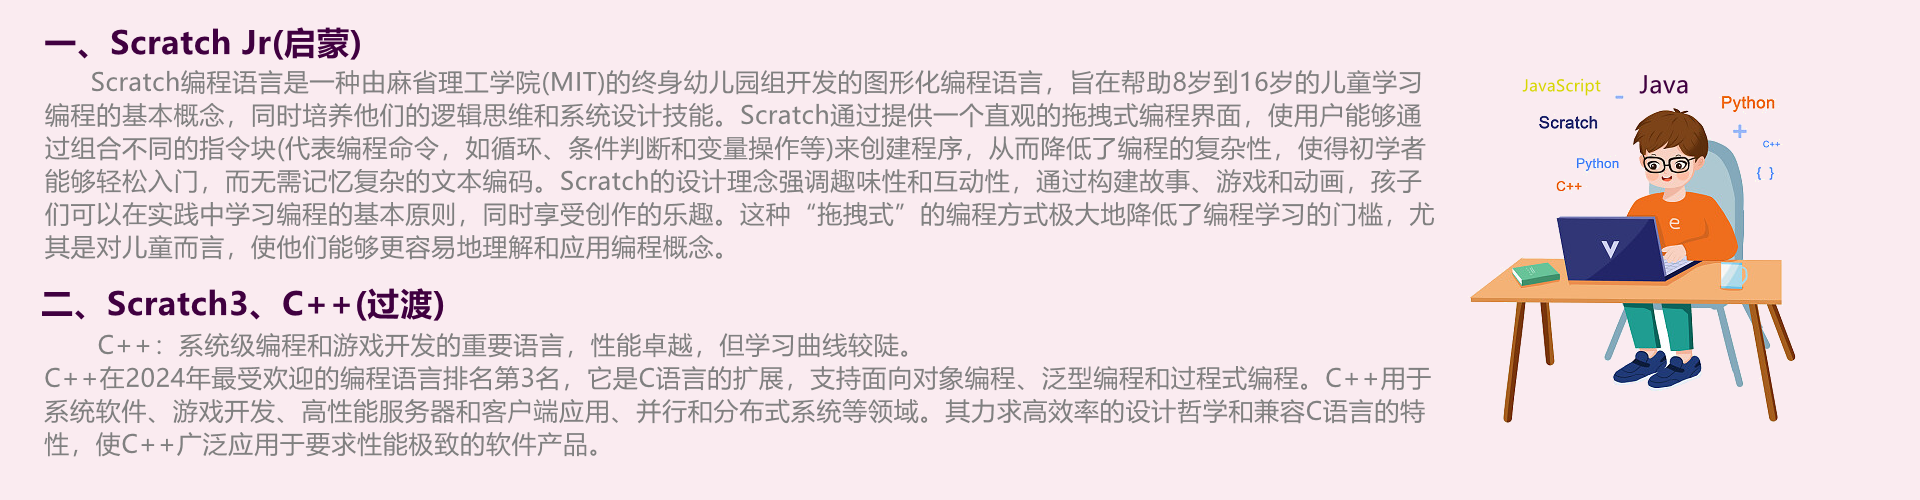 一、Scratch Jr(启蒙)
Scratch编程语言是一种由麻省理工学院(MIT)的终身幼儿园组开发的图形化编程语言，旨在帮助8岁到16岁的儿童学习
编程的基本概念，同时培养他们的逻辑思维和系统设计技能。Scratch通过提供一个直观的拖拽式编程界面，使用户能够通
过组合不同的指令块(代表编程命令，如循环、条件判断和变量操作等)来创建程序，从而降低了编程的复杂性，使得初学者
能够轻松入门，而无需记忆复杂的文本编码。Scratch的设计理念强调趣味性和互动性，通过构建故事、游戏和动画，孩子
们可以在实践中学习编程的基本原则，同时享受创作的乐趣。这种“拖拽式”的编程方式极大地降低了编程学习的门槛，尤
其是对儿童而言，使他们能够更容易地理解和应用编程概念。
二、Scratch3、C++(过渡)
C++：系统级编程和游戏开发的重要语言，性能卓越，但学习曲线较陡。
C++在2024年最受欢迎的编程语言排名第3名，它是C语言的扩展，支持面向对象编程、泛型编程和过程式编程。C++用于
系统软件、游戏开发、高性能服务器和客户端应用、并行和分布式系统等领域。其力求高效率的设计哲学和兼容C语言的特
性，使C++广泛应用于要求性能极致的软件产品。
JavaScript
-
Java
Python
Scratch
+
C++
Python
{ }
C++
e
V